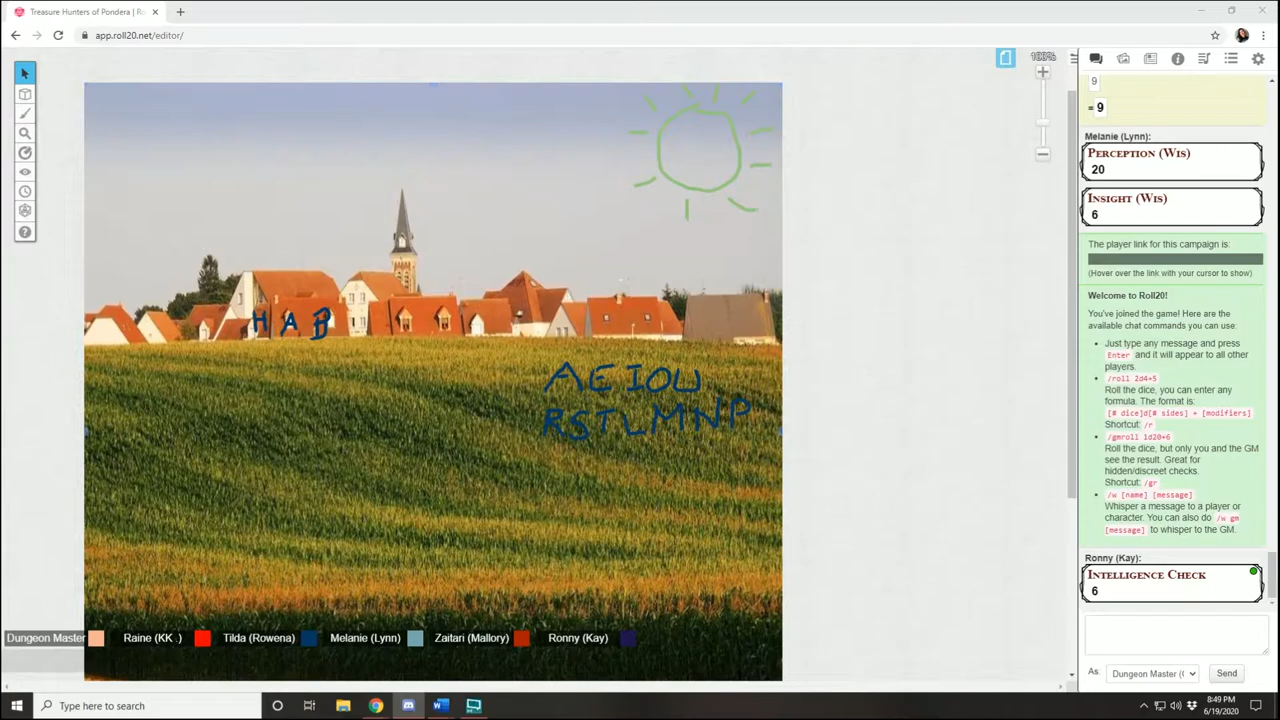 Treasure Hunters of Pondera | Ro
app.roll20.net/editor/
100%
9
= 9
Melanie (Lynn):
PERCEPTION (WIS)
20
INSIGHT (WIS)
6
The player link for this campaign is:
(Hover over the link with your cursor to show)
Welcome to Roll20!
You've joined the game! Here are the
available chat commands you can use:
Just type any message and press
Enter and it will appear to all other
players.
/roll 2d4+5
Roll the dice, you can enter any
formula. The format is:
[# dice]d[# sides] + [modifiers]
Shortcut: /r
/gmroll 1d20+6
Roll the dice, but only you and the GM
see the result. Great for
hidden/discreet checks.
Shortcut: /gr
/w [name] [message]
Whisper a message to a player or
character. You can also do /w gm
[message] to whisper to the GM.
Ronny (Kay):
INTELLIGENCE CHECK
6
As: Dungeon Master (G Send
H A B
A E I O U
R S T L M N P
Dungeon Master Raine (KK .) Tilda (Rowena) Melanie (Lynn) Zaitari (Mallory) Ronny (Kay)
Type here to search
8:49 PM
6/19/2020